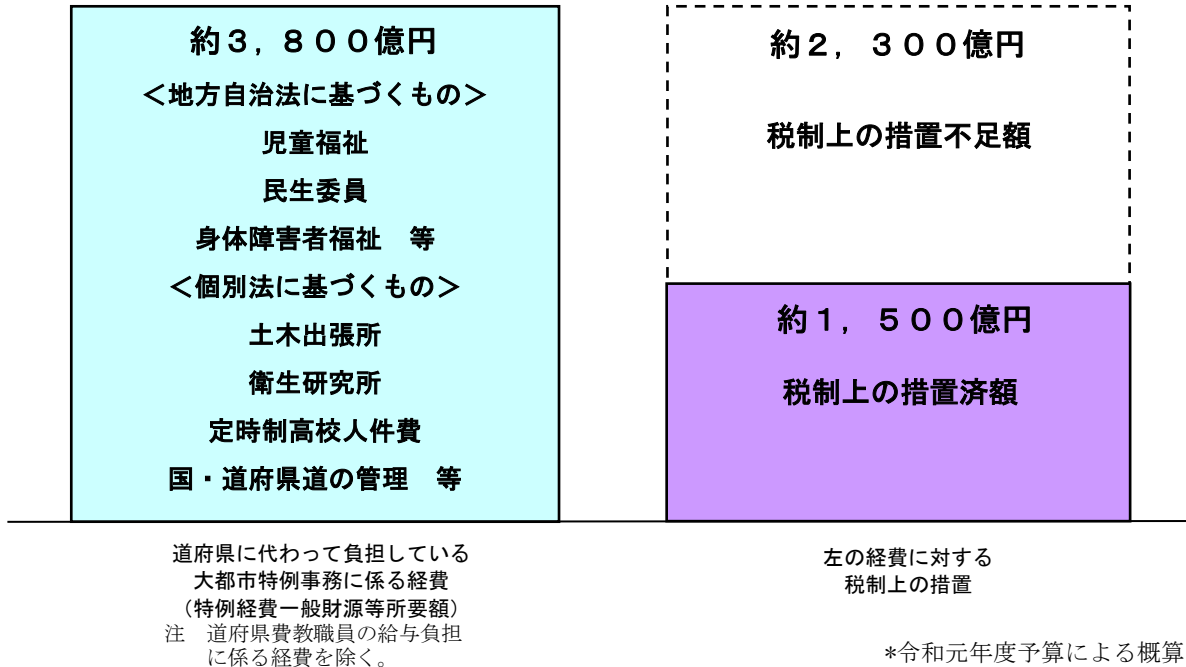 約３，８００億円
＜地方自治法に基づくもの＞
児童福祉
民生委員
身体障害者福祉　等
＜個別法に基づくもの＞
土木出張所
衛生研究所
定時制高校人件費
国・道府県道の管理　等
道府県に代わって負担している
大都市特例事務に係る経費
（特例経費一般財源等所要額）
注　道府県費教職員の給与負担
に係る経費を除く。
約２，３００億円
税制上の措置不足額
約１，５００億円
税制上の措置済額
左の経費に対する
税制上の措置
*令和元年度予算による概算